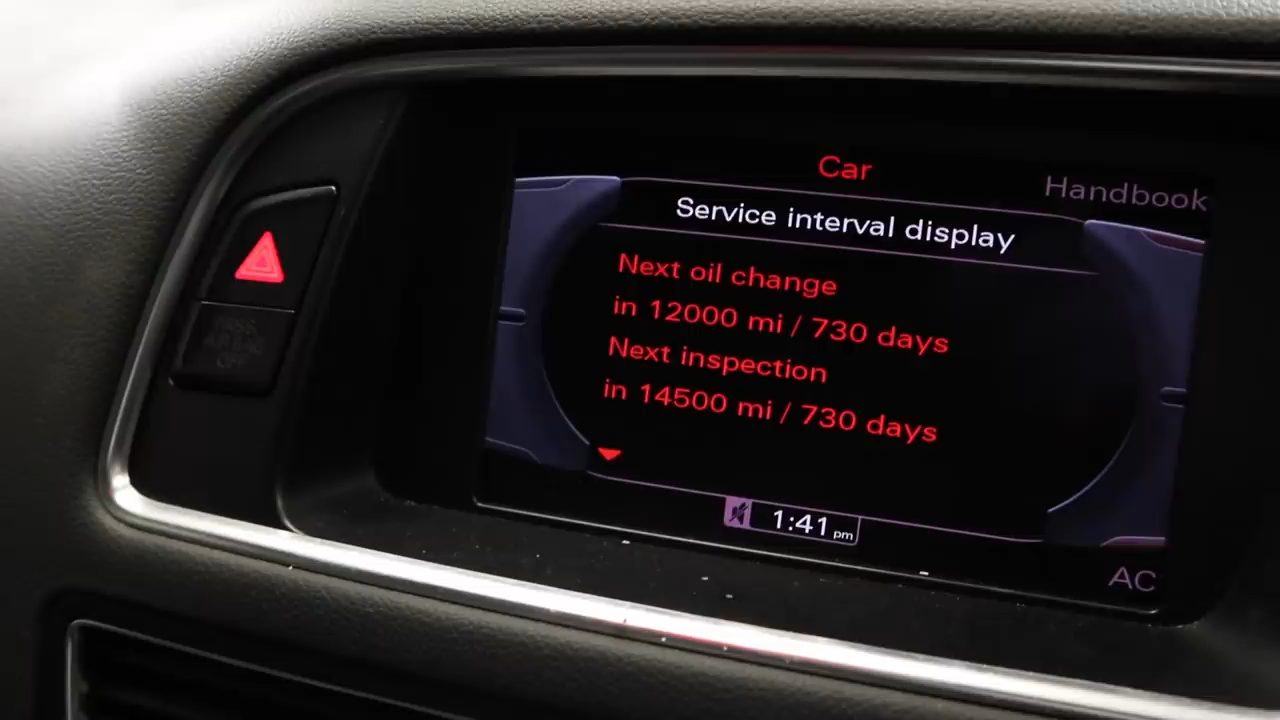 Car
Handbook
Service interval display
Next oil change
in 12000 mi / 730 days
Next inspection
in 14500 mi / 730 days
1:41 pm
AC